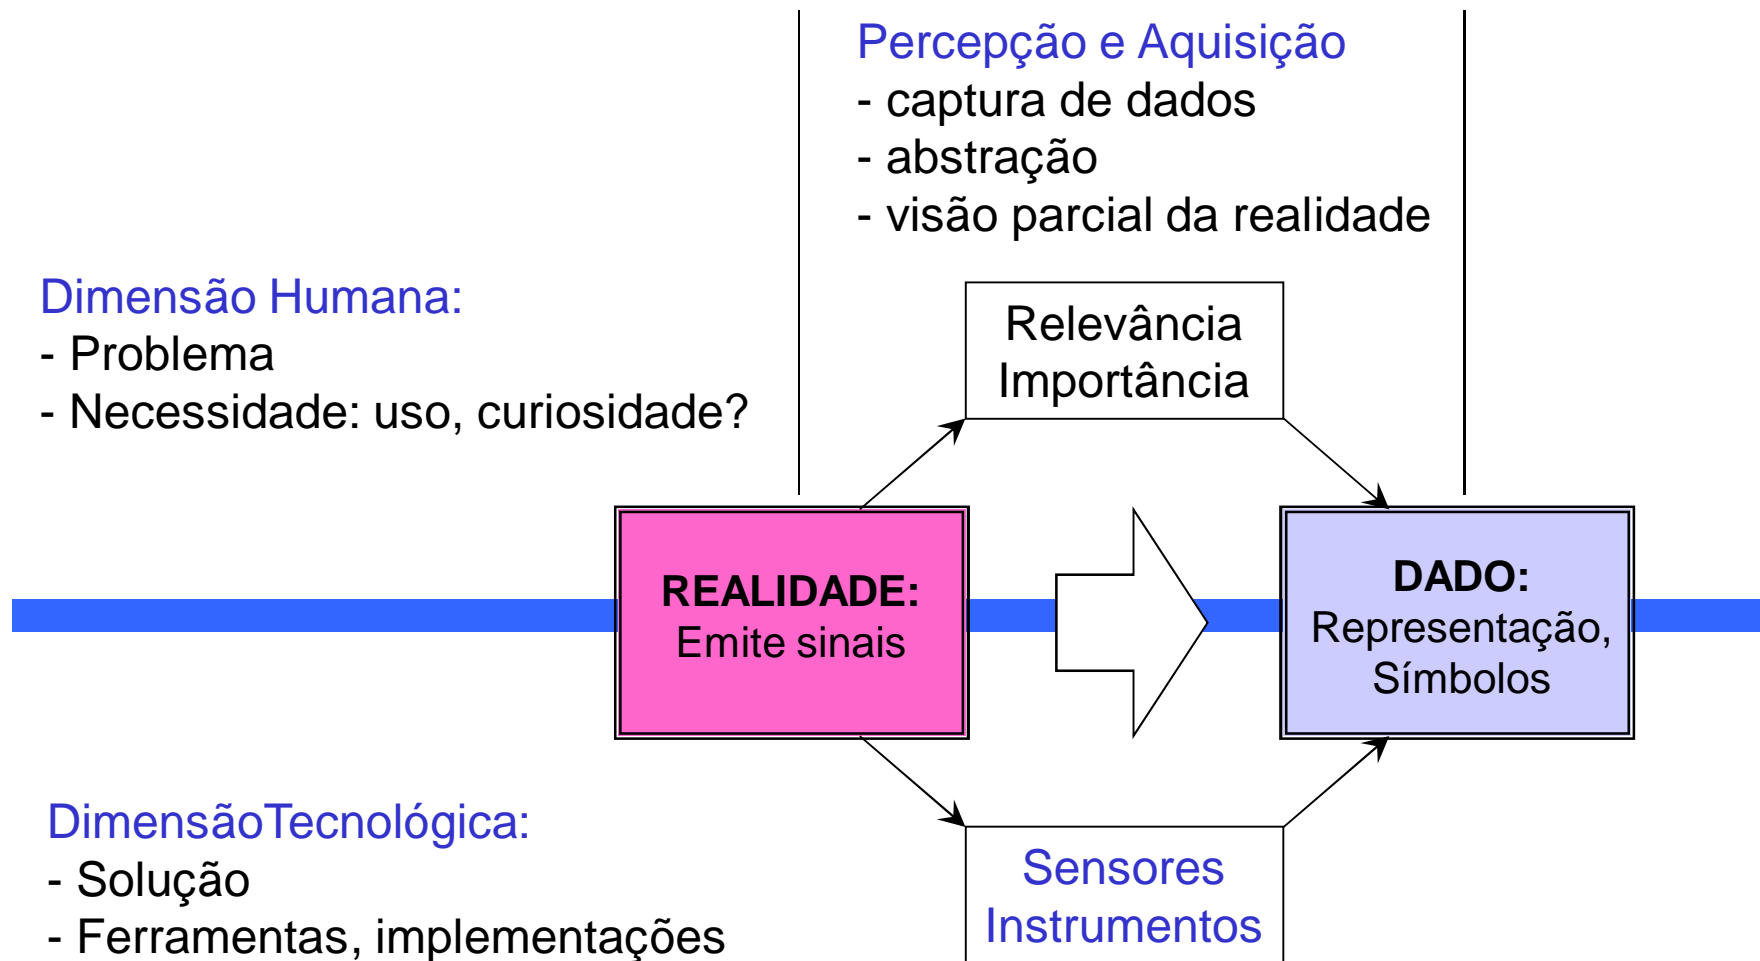 Percepção e Aquisição
- captura de dados
- abstração
- visão parcial da realidade
Dimensão Humana:
- Problema
- Necessidade: uso, curiosidade?
Relevância
Importância
REALIDADE:
Emite sinais
DADO:
Representação,
Símbolos
DimensãoTecnológica:
- Solução
- Ferramentas, implementações
Sensores
Instrumentos